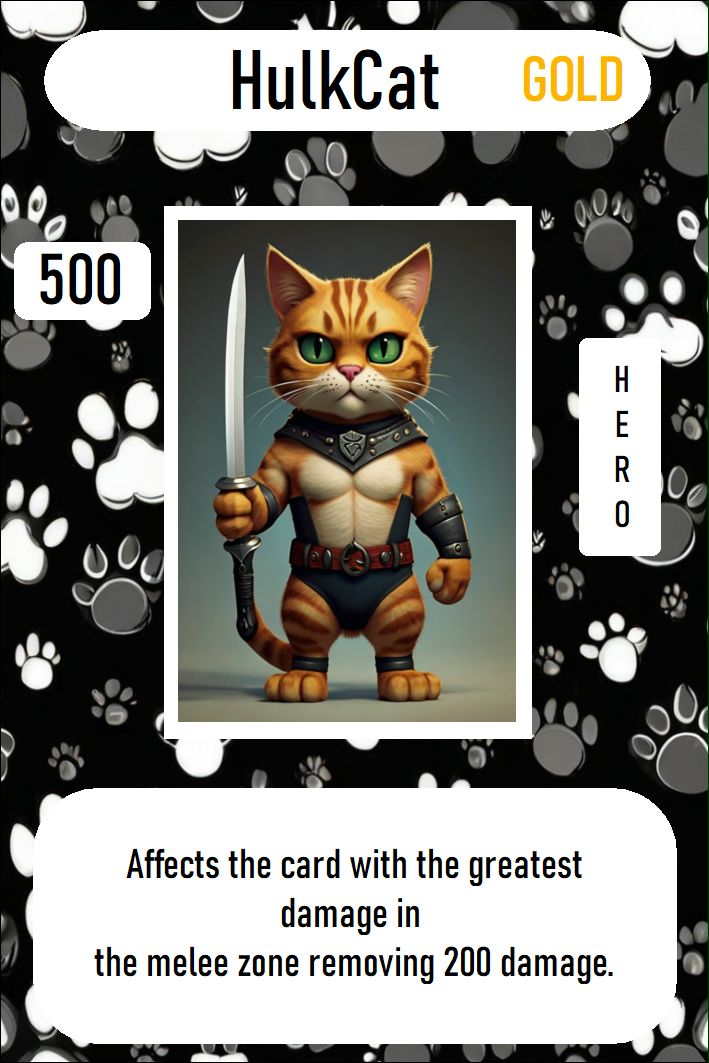 HulkCat GOLD
500
H
E
R
O
Affects the card with the greatest
damage in
the melee zone removing 200 damage.